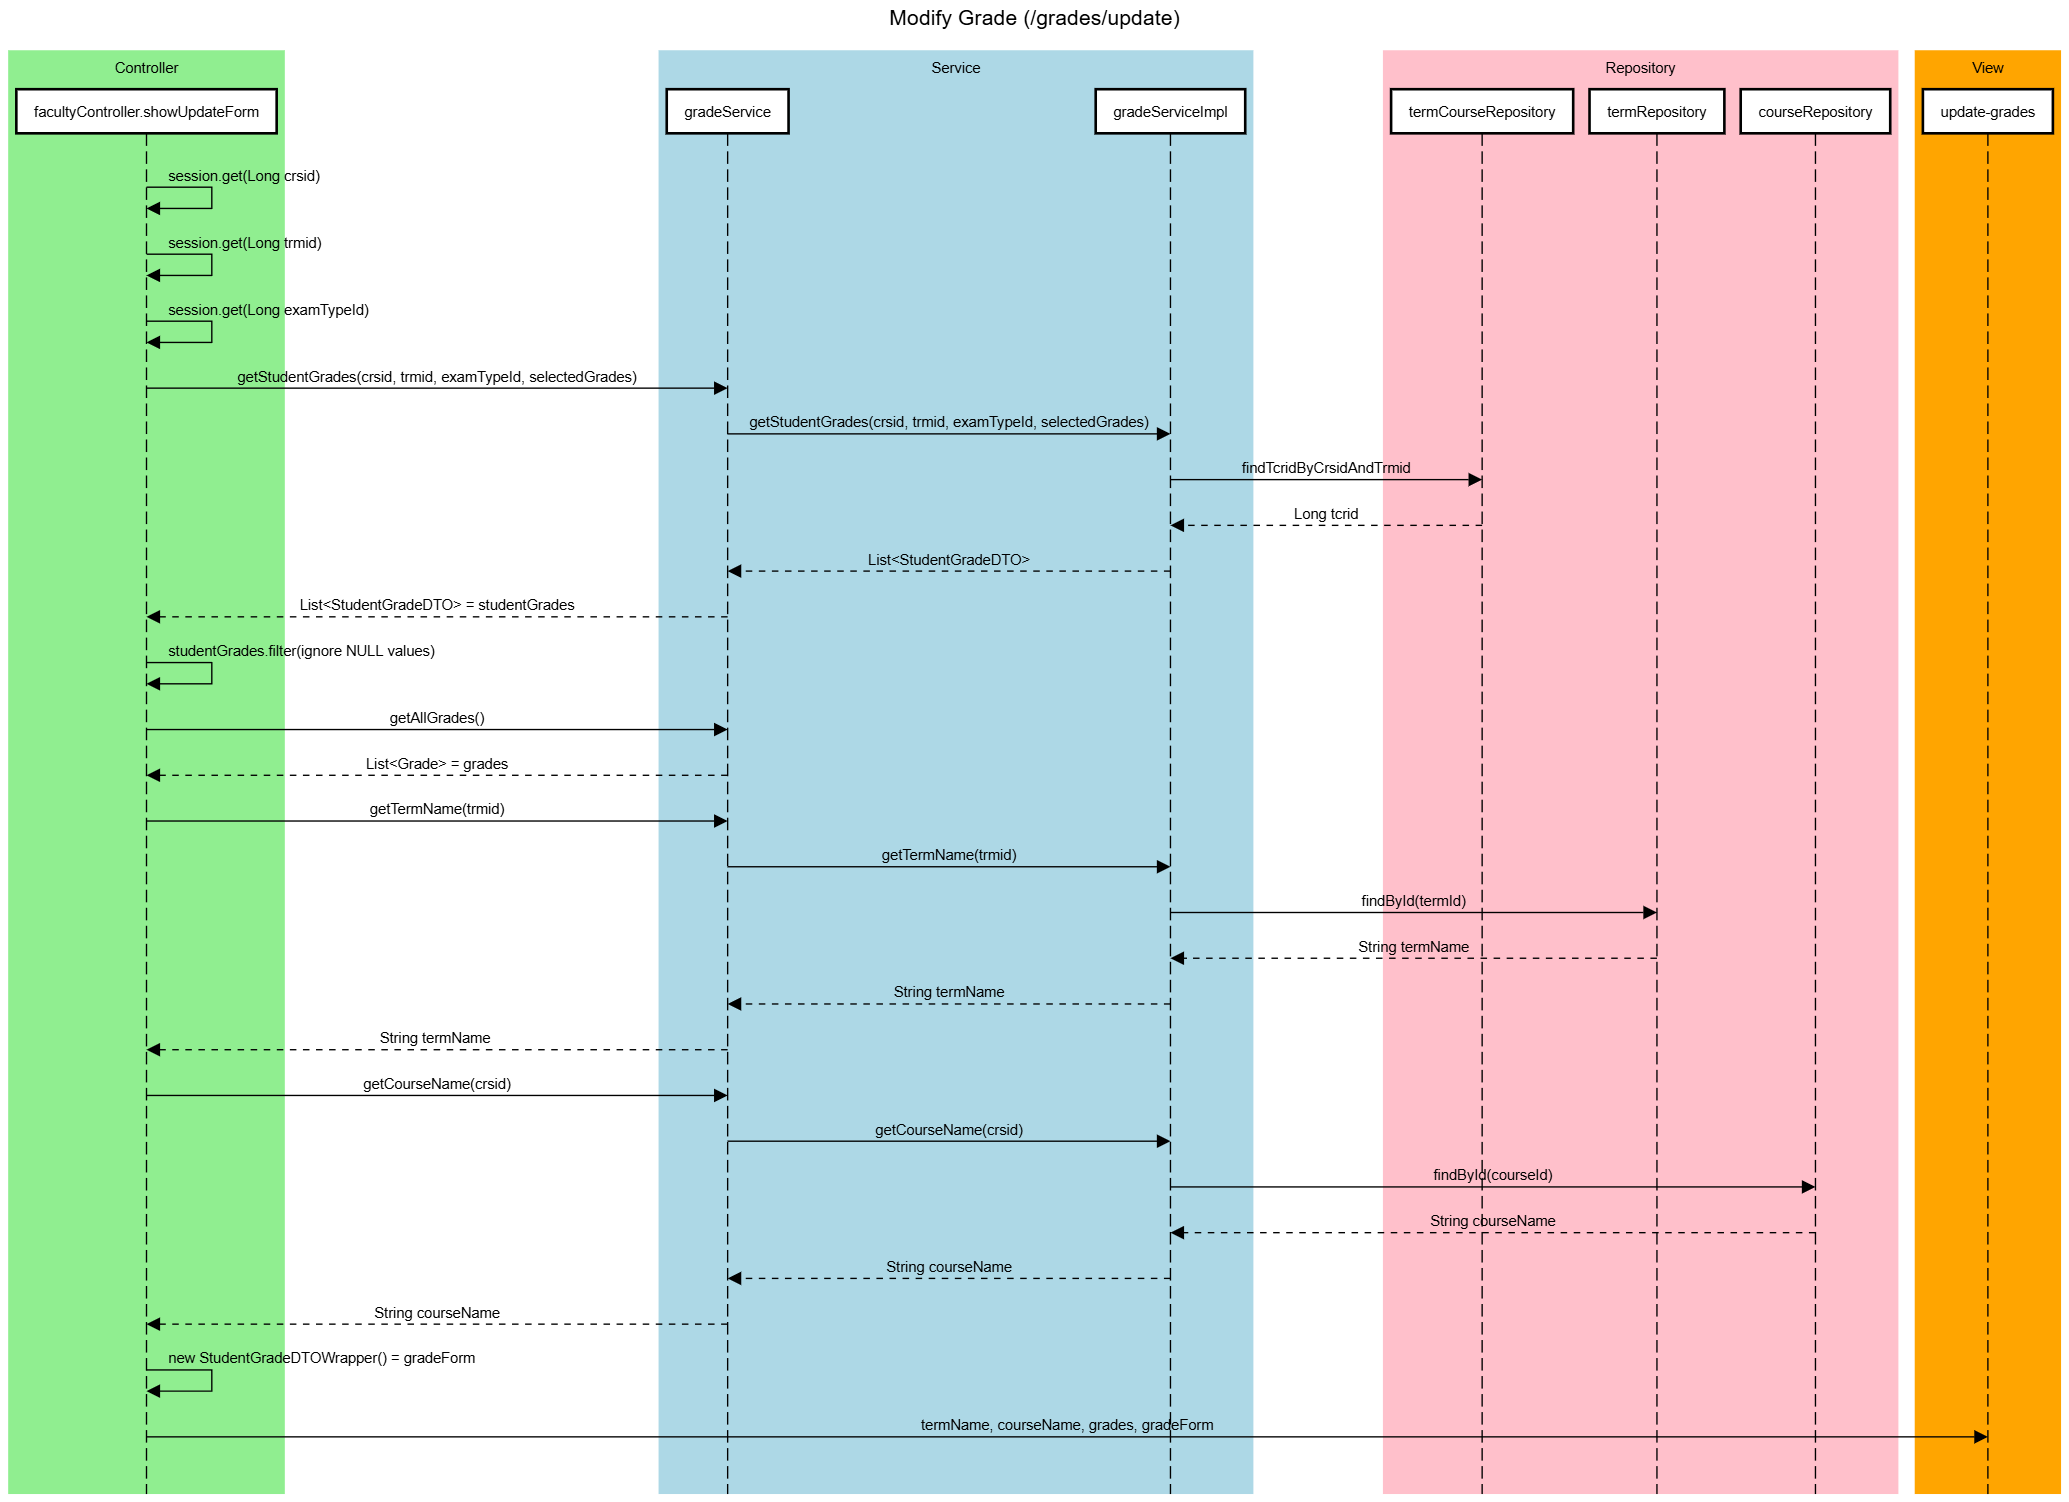 Modify Grade (/grades/update)
Controller
Service
Repository
View
facultyController.showUpdateForm
gradeService
gradeServiceImpl
termCourseRepository
termRepository
courseRepository
update-grades
session.get(Long crsid)
session.get(Long trmid)
session.get(Long examTypeId)
getStudentGrades(crsid, trmid, examTypeId, selectedGrades)
getStudentGrades(crsid, trmid, examTypeId, selectedGrades)
findTcridByCrsidAndTrmid
Long tcrid
List<StudentGradeDTO>
List<StudentGradeDTO> = studentGrades
studentGrades.filter(ignore NULL values)
getAllGrades()
List<Grade> = grades
getTermName(trmid)
getTermName(trmid)
findById(termId)
String termName
String termName
String termName
getCourseName(crsid)
getCourseName(crsid)
findById(courseId)
String courseName
String courseName
String courseName
new StudentGradeDTOWrapper() = gradeForm
termName, courseName, grades, gradeForm